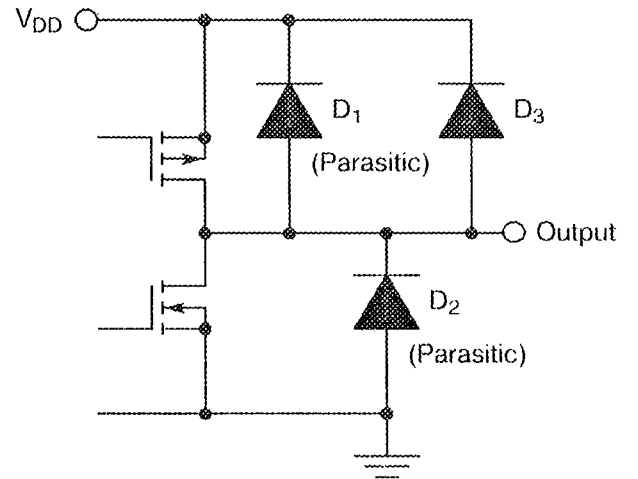 VDD
D1
(Parasitic)
D3
Output
D2
(Parasitic)